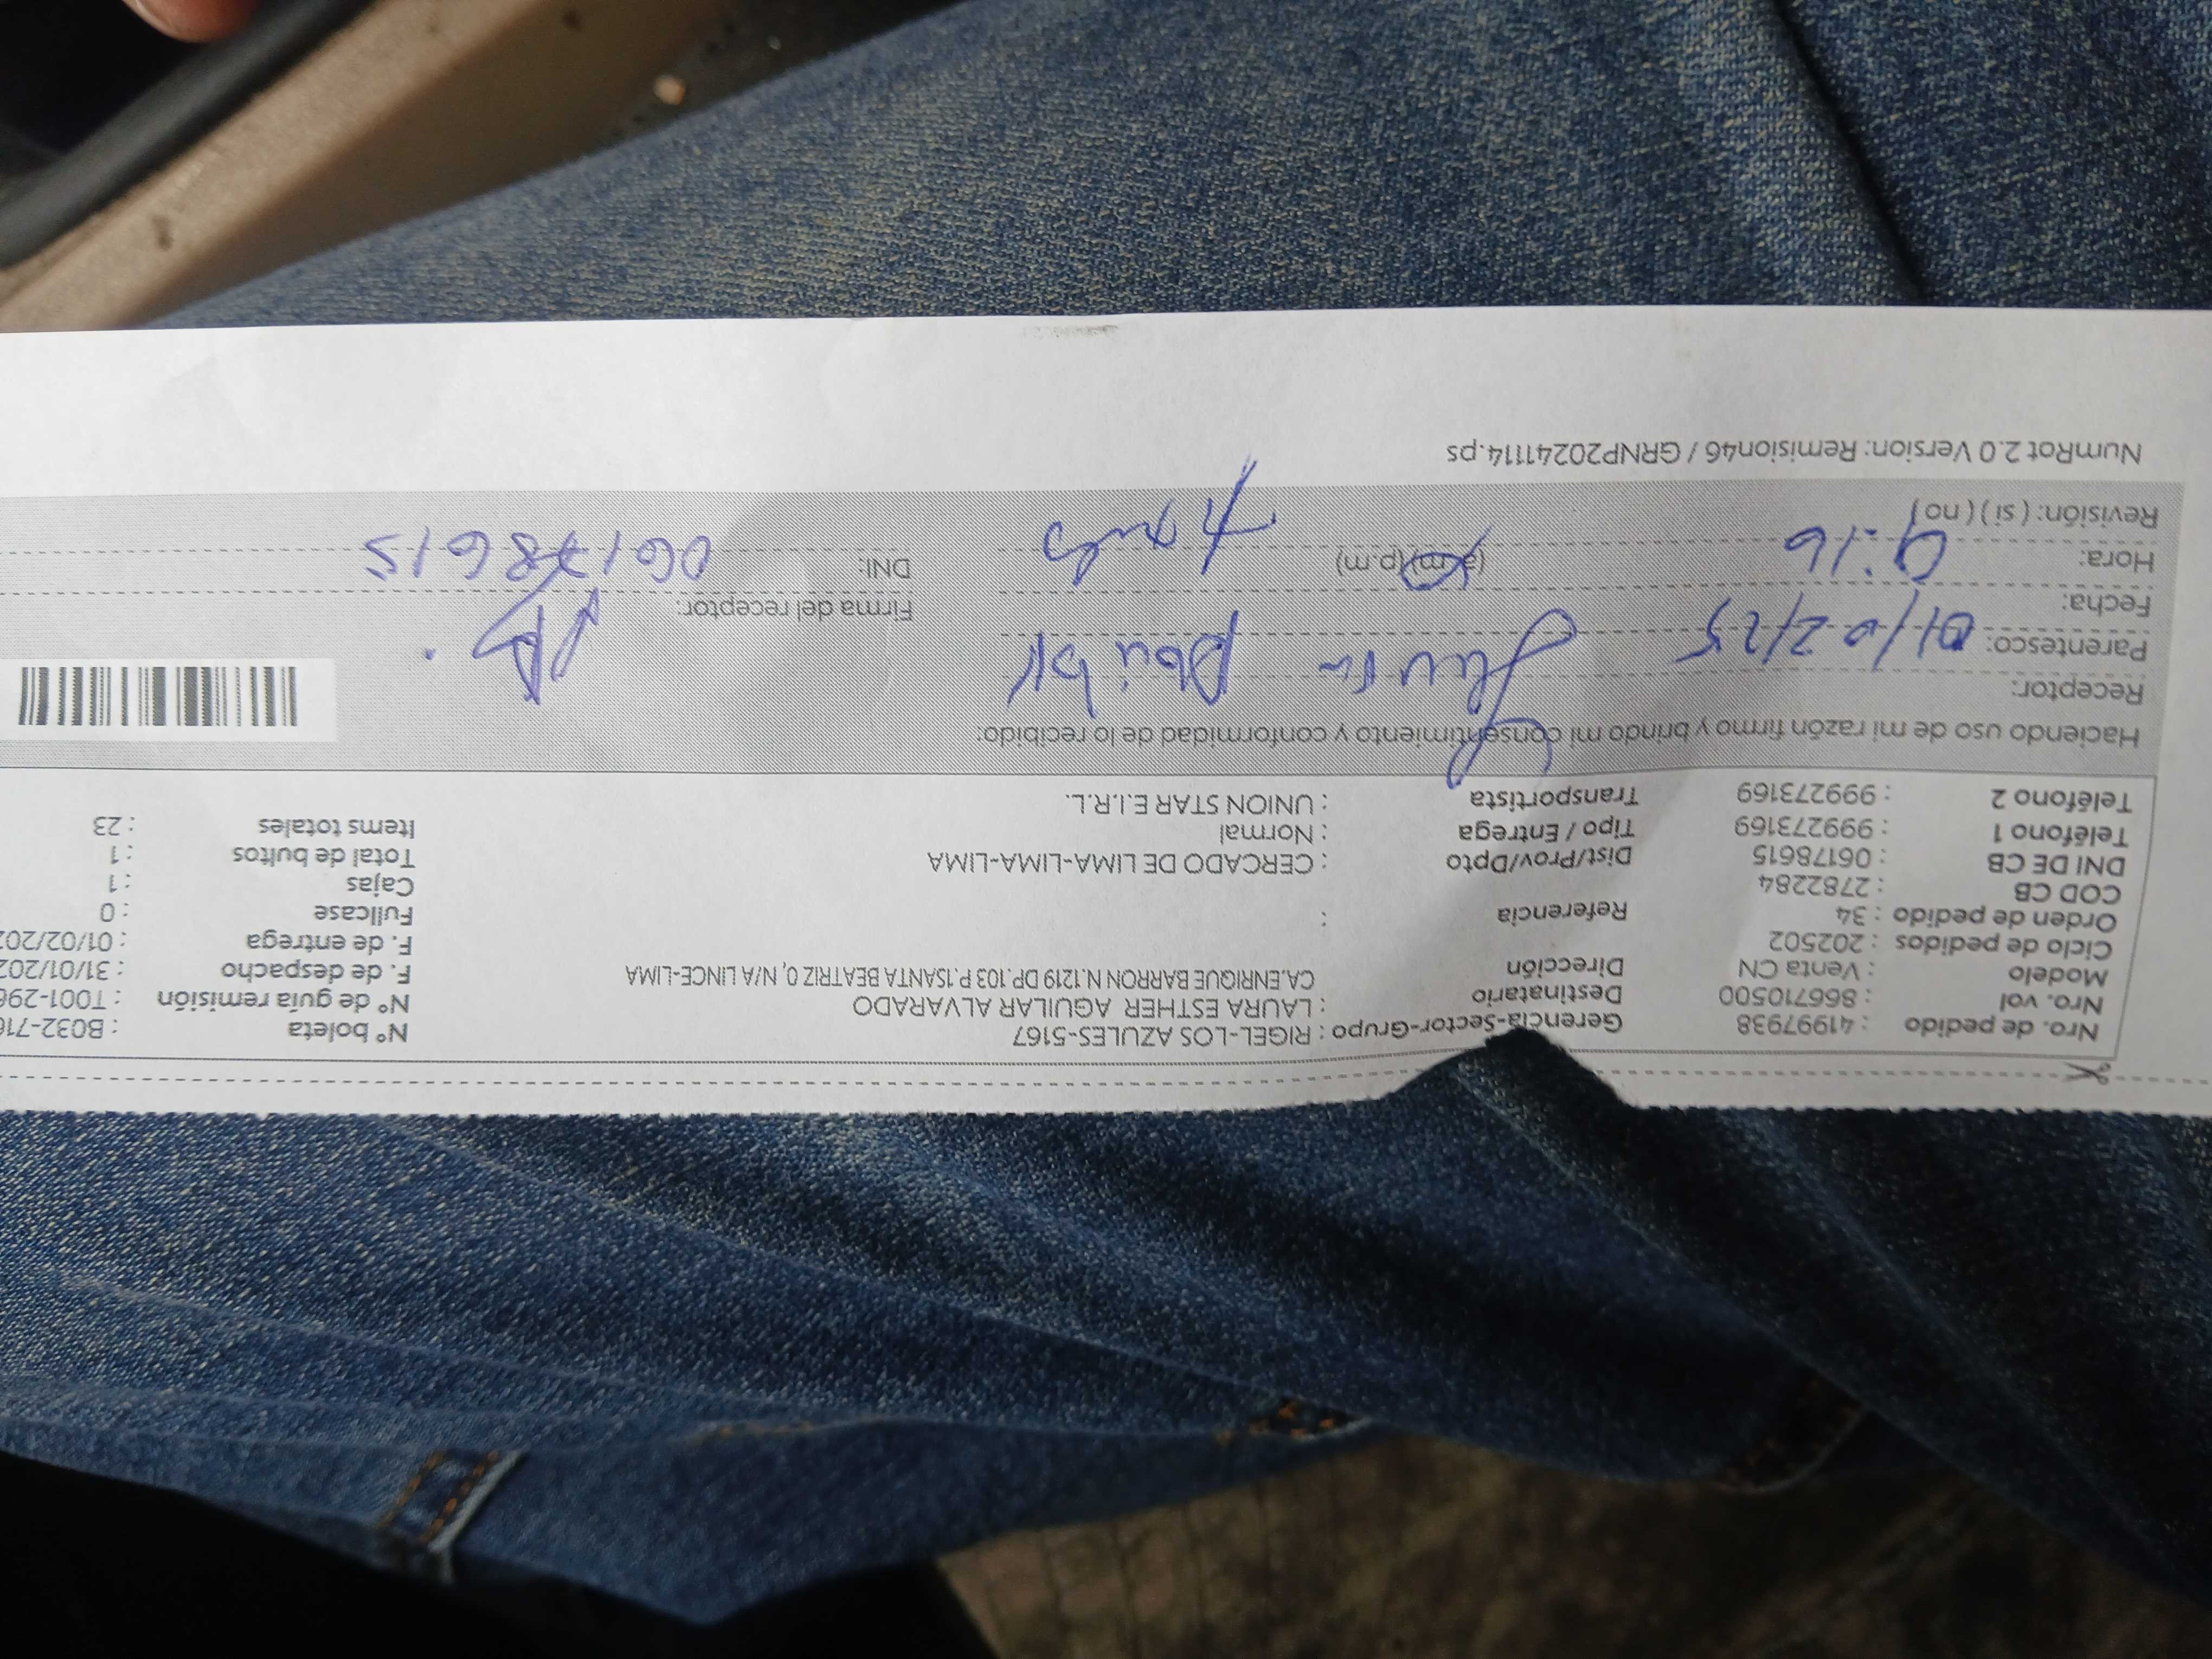 Nro. de pedido : 41997938 Gerencia-Sector-Grupo : RIGEL-LOS AZULES-5167 N° boleta : B032-716
Nro. vol : 866710500 Destinatario : LAURA ESTHER AGUILAR ALVARADO N° de guía remisión : T001-296
Modelo : Venta CN Dirección CA.ENRIQUE BARRON N.1219 DP.103 P.1SANTA BEATRIZ 0, N/A LINCE-LIMA F. de despacho : 31/01/202
Ciclo de pedidos : 202502 F. de entrega : 01/02/202
Orden de pedido : 34 Referencia : Fullcase : 0
COD CB : 2782284 Cajas : 1
DNI DE CB : 06178615 Dist/Prov/Dpto : CERCADO DE LIMA-LIMA-LIMA Total de bultos : 1
Teléfono 1 : 999273169 Tipo / Entrega : Normal Items totales : 23
Teléfono 2 : 999273169 Transportista : UNION STAR E.I.R.L.
Haciendo uso de mi razón firmo y brindo mi consentimiento y conformidad de lo recibido:
Receptor: Laura
Parentesco:
Fecha: 01/02/25 Firma del receptor:
Hora: 9:16 (a.m)(p.m) DNI: 06178615
Revisión: ( si ) ( no )
NumRot 2.0 Version: Remision46 / GRNP20241114.ps